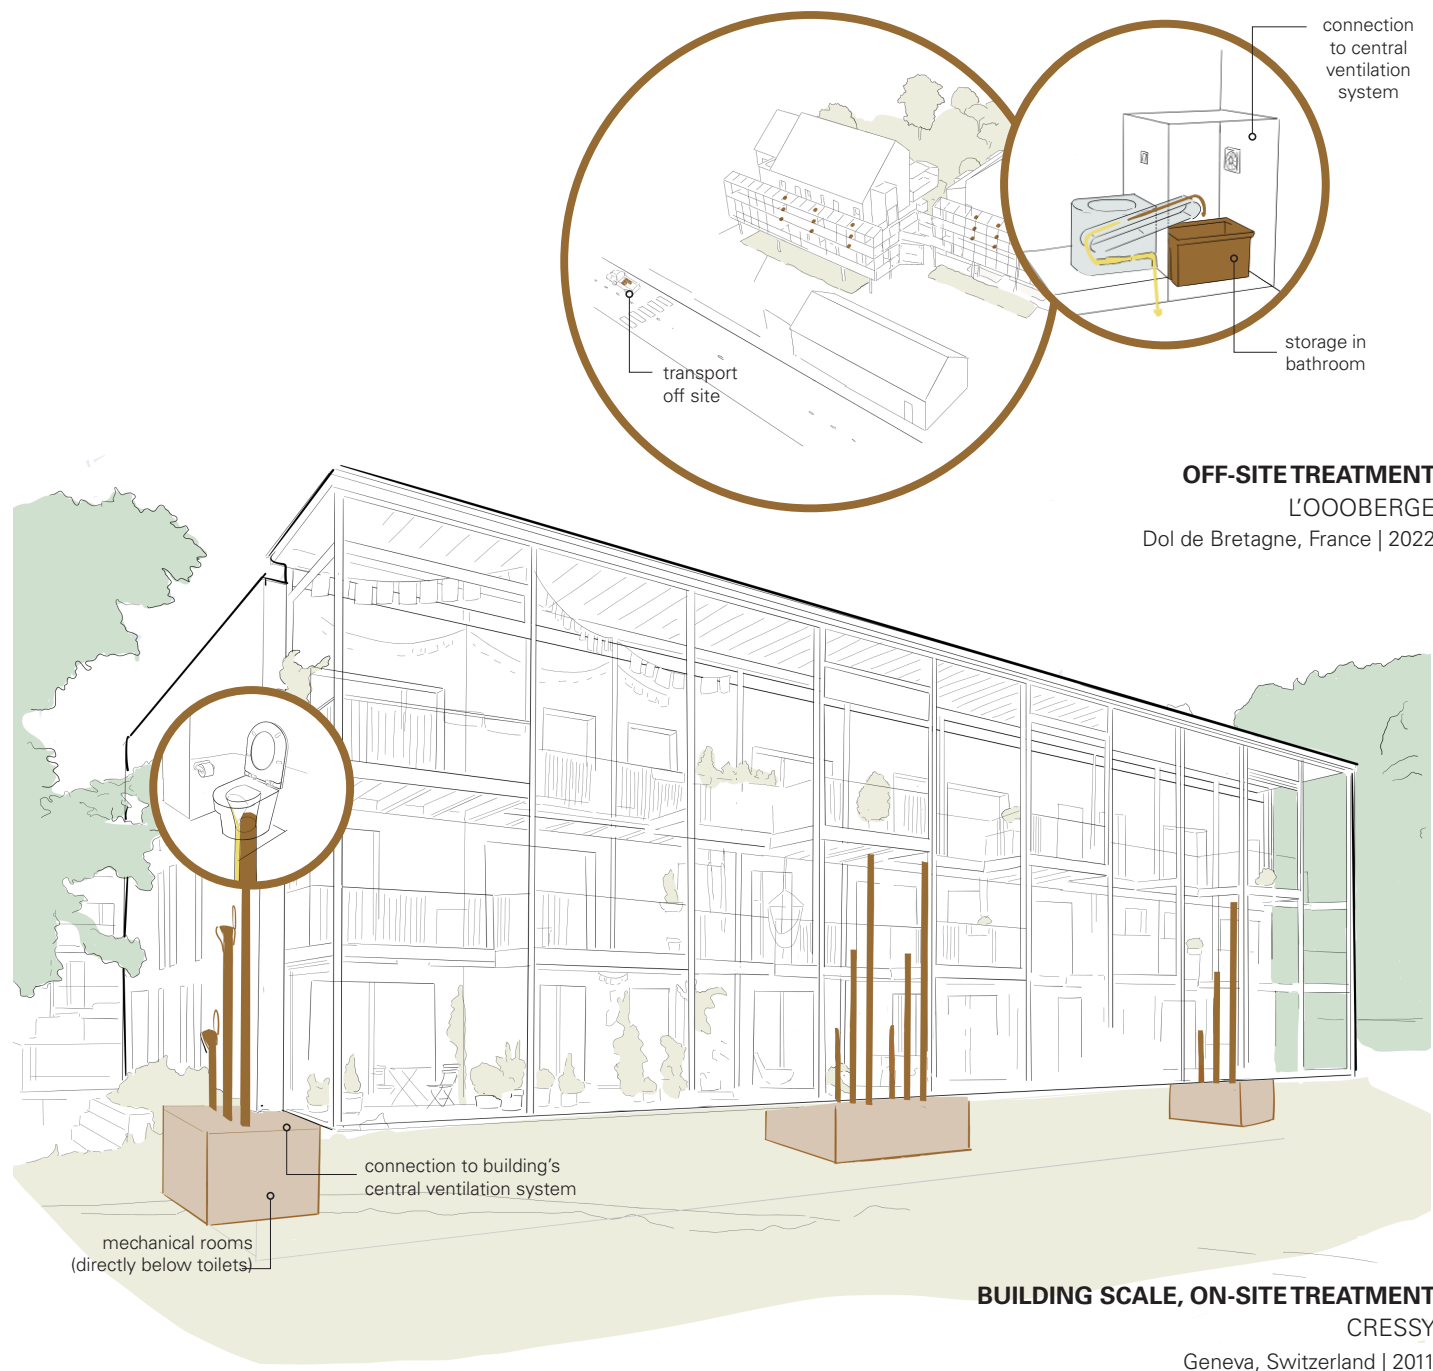 connection
to central
ventilation
system
storage in
bathroom
transport
off site
OFF-SITE TREATMENT
L'OOOBERGE
Dol de Bretagne, France | 2022
connection to building's
central ventilation system
mechanical rooms
(directly below toilets)
BUILDING SCALE, ON-SITE TREATMENT
CRESSY
Geneva, Switzerland | 2011